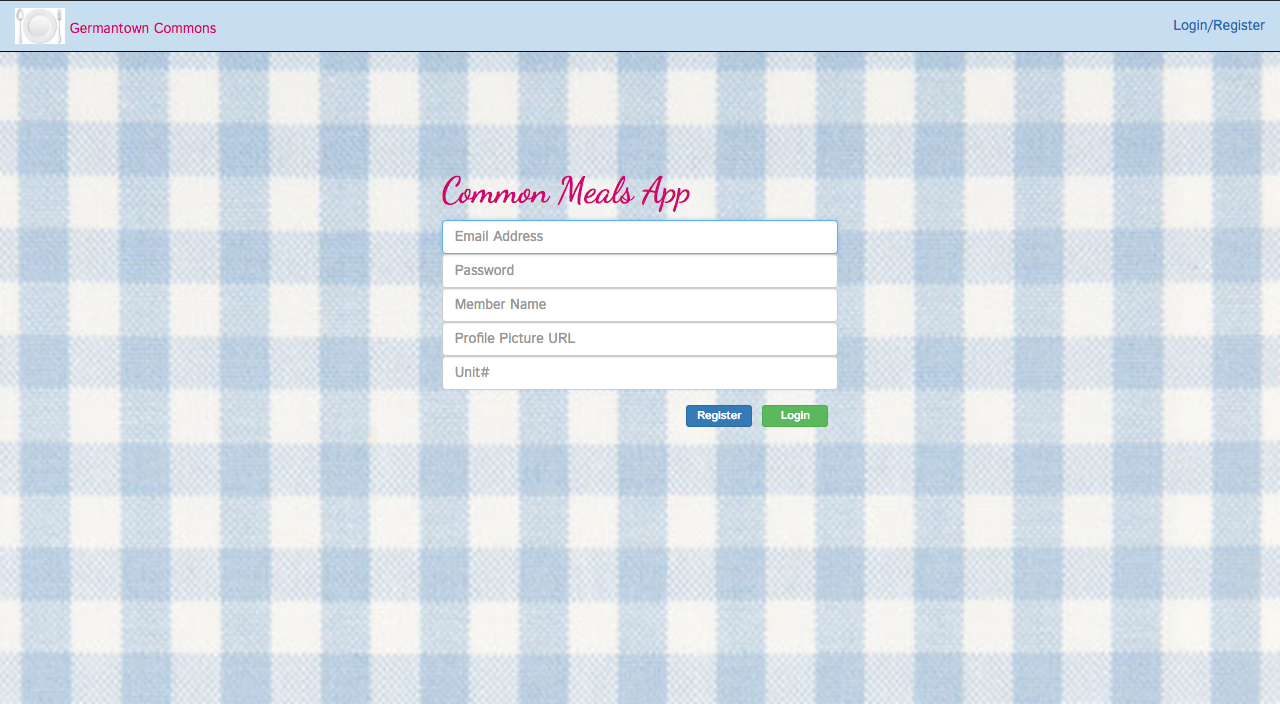 Germantown Commons
Login/Register
Common Meals App
Email Address
Password
Member Name
Profile Picture URL
Unit#
Register
Login